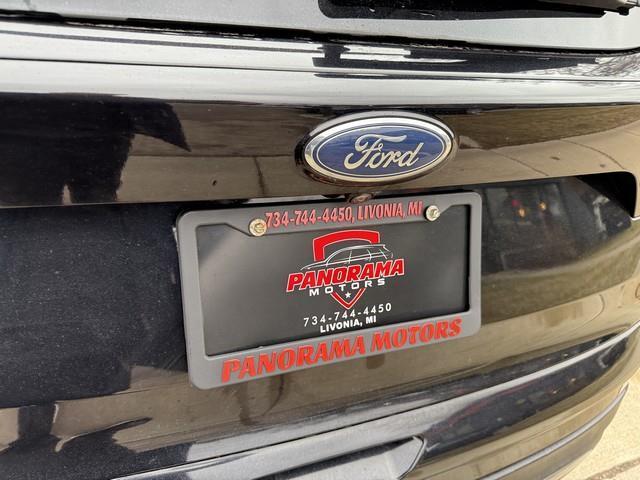 Ford
734-744-4450, LIVONIA, MI
PANORAMA
MOTORS
734-744-4450
LIVONIA, MI
PANORAMA MOTORS